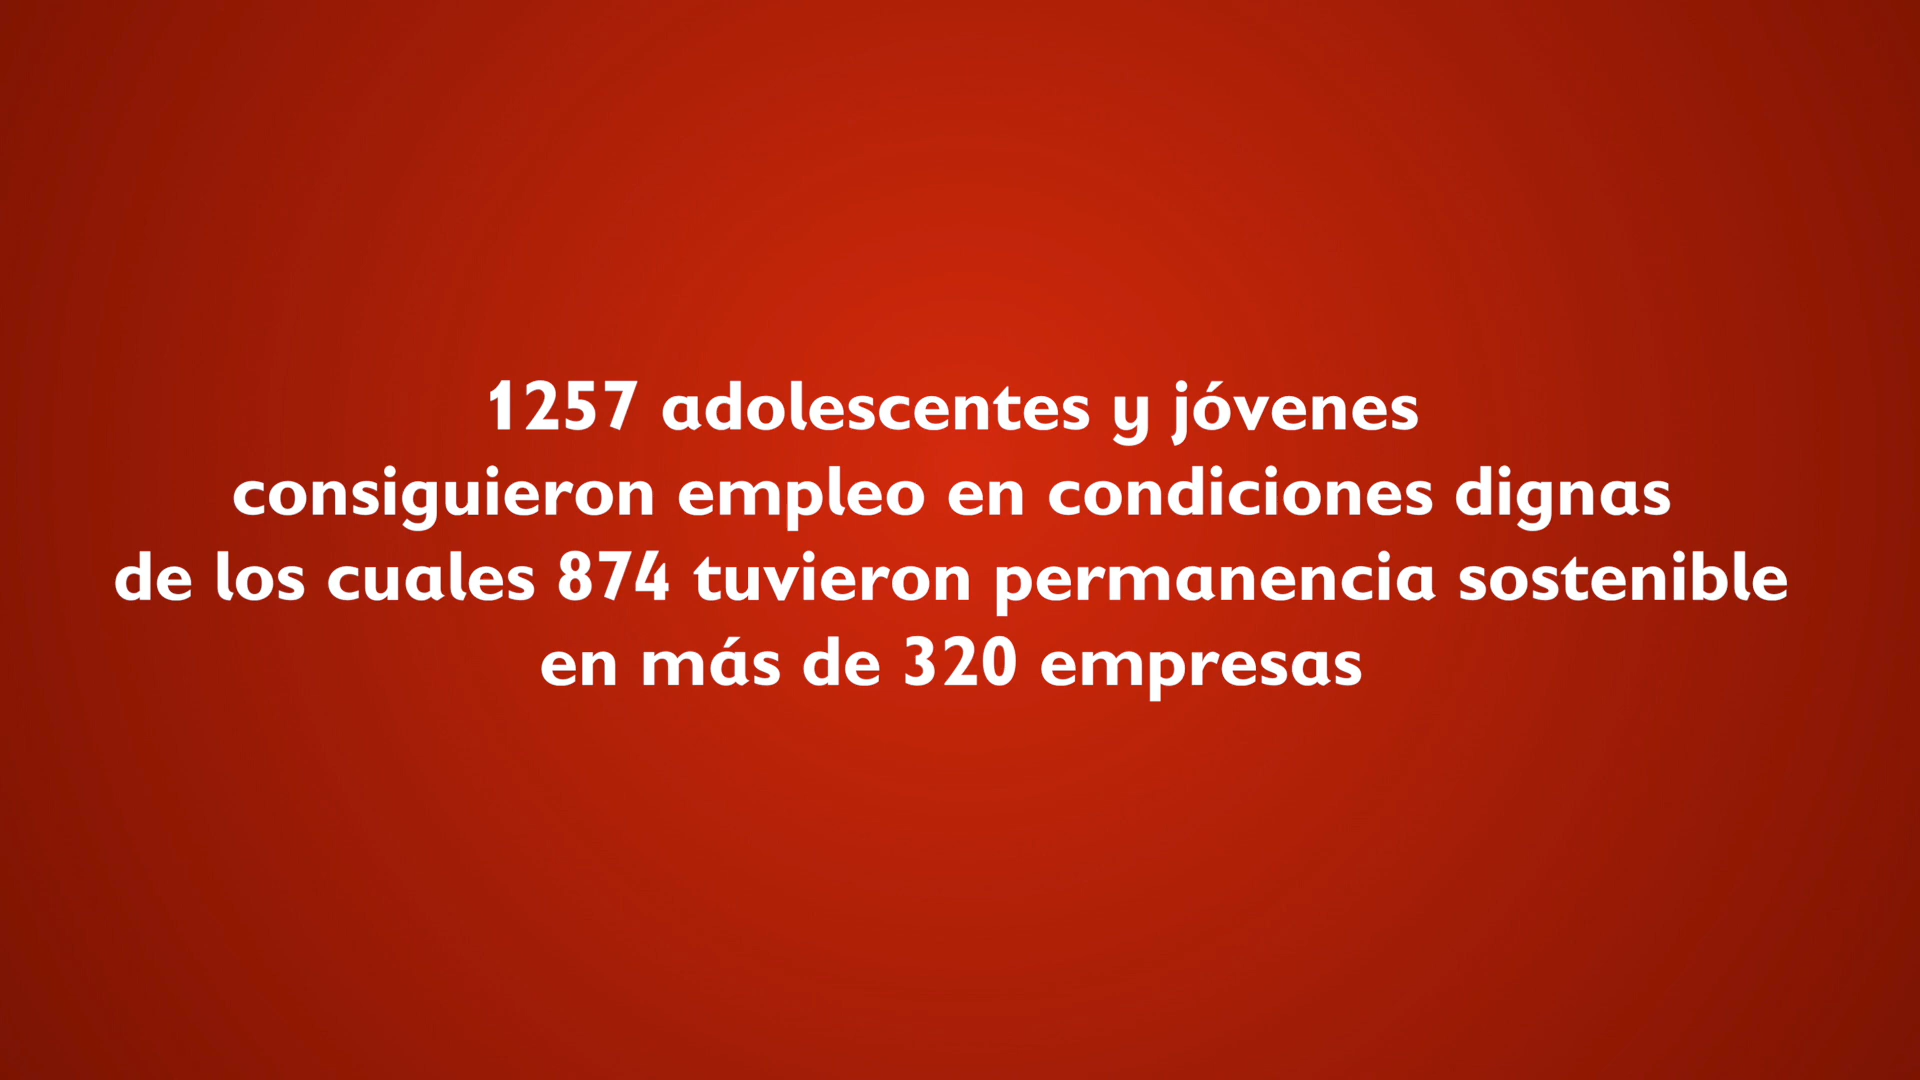 1257 adolescentes y jóvenes
consiguieron empleo en condiciones dignas
de los cuales 874 tuvieron permanencia sostenible
en más de 320 empresas